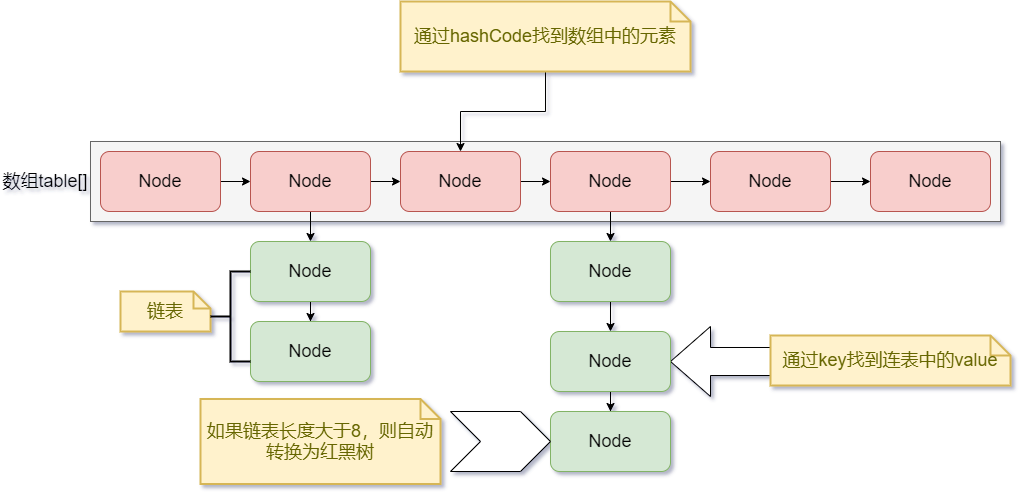 通过hashCode找到数组中的元素
数组table[]
Node
Node
Node
Node
Node
Node
Node
Node
链表
Node
Node
通过key找到连表中的value
如果链表长度大于8，则自动
转换为红黑树
Node